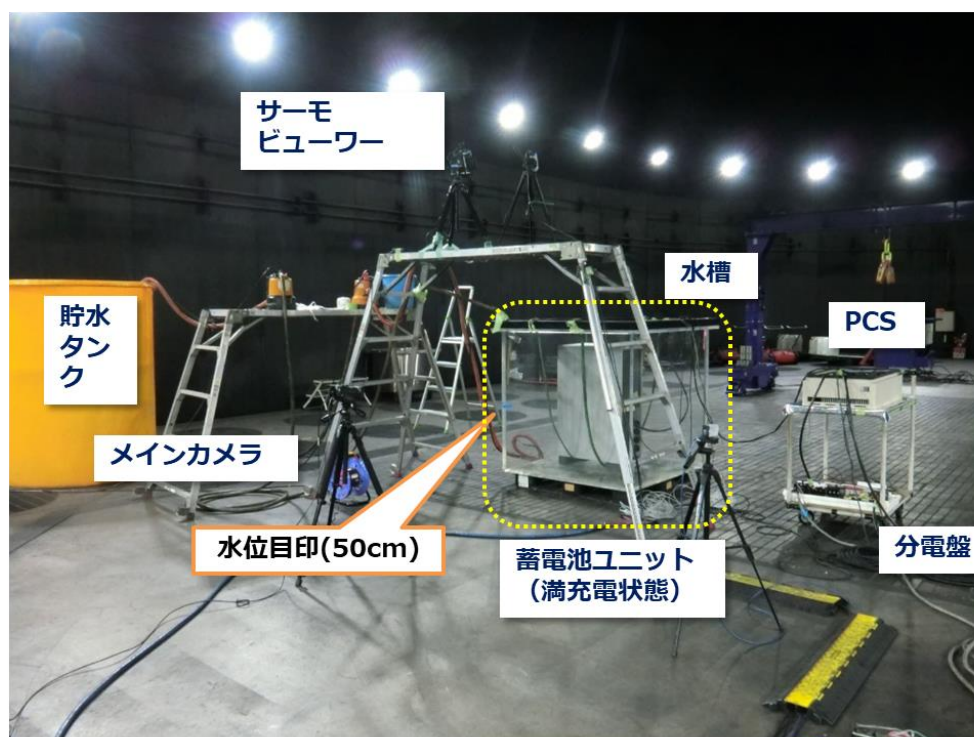 サーモ
ビューワー
水槽
貯水
タン
ク
PCS
メインカメラ
水位目印(50cm)
蓄電池ユニット
（満充電状態）
分電盤